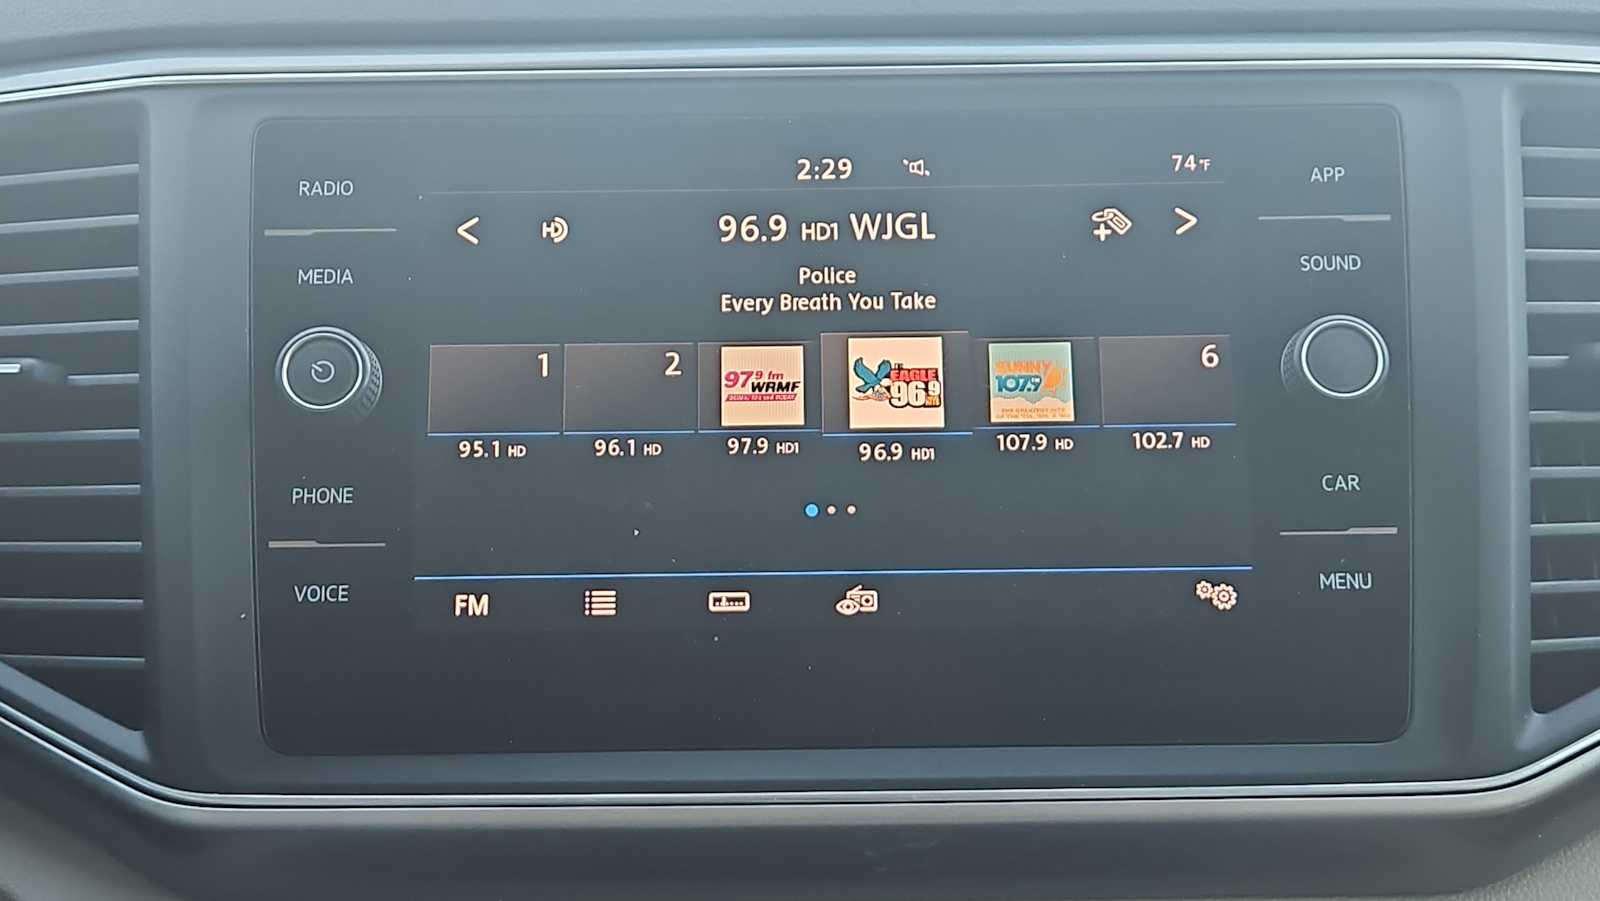 RADIO
MEDIA
PHONE
VOICE
2:29
74°F
96.9 HD1 WJGL
Police
Every Breath You Take
1
2
97.9 fm
WRMF
EAGLE
96.9
SUNNY
107.9
6
95.1 HD
96.1 HD
97.9 HD1
96.9 HD1
107.9 HD
102.7 HD
FM
APP
SOUND
CAR
MENU